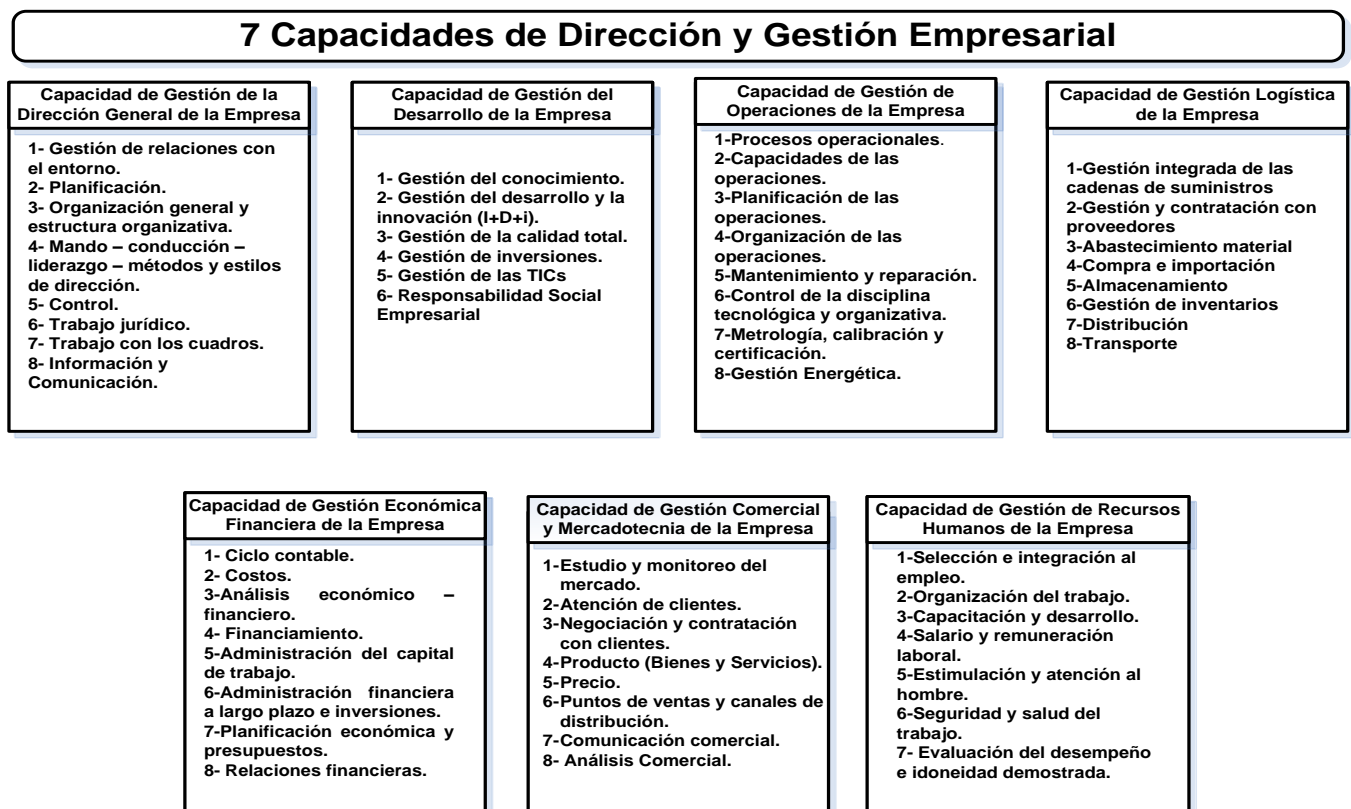 7 Capacidades de Dirección y Gestión Empresarial
Capacidad de Gestión de la
Dirección General de la Empresa
1- Gestión de relaciones con
el entorno.
2- Planificación.
3- Organización general y
estructura organizativa.
4- Mando – conducción –
liderazgo – métodos y estilos
de dirección.
5- Control.
6- Trabajo jurídico.
7- Trabajo con los cuadros.
8- Información y
Comunicación.
Capacidad de Gestión del
Desarrollo de la Empresa
1- Gestión del conocimiento.
2- Gestión del desarrollo y la
innovación (I+D+i).
3- Gestión de la calidad total.
4- Gestión de inversiones.
5- Gestión de las TICs
6- Responsabilidad Social
Empresarial
Capacidad de Gestión de
Operaciones de la Empresa
1-Procesos operacionales.
2-Capacidades de las
operaciones.
3-Planificación de las
operaciones.
4-Organización de las
operaciones.
5-Mantenimiento y reparación.
6-Control de la disciplina
tecnológica y organizativa.
7-Metrología, calibración y
certificación.
8-Gestión Energética.
Capacidad de Gestión Logística
de la Empresa
1-Gestión integrada de las
cadenas de suministros
2-Gestión y contratación con
proveedores
3-Abastecimiento material
4-Compra e importación
5-Almacenamiento
6-Gestión de inventarios
7-Distribución
8-Transporte
Capacidad de Gestión Económica
Financiera de la Empresa
1- Ciclo contable.
2- Costos.
3-Análisis económico –
financiero.
4- Financiamiento.
5-Administración del capital
de trabajo.
6-Administración financiera
a largo plazo e inversiones.
7-Planificación económica y
presupuestos.
8- Relaciones financieras.
Capacidad de Gestión Comercial
y Mercadotecnia de la Empresa
1-Estudio y monitoreo del
mercado.
2-Atención de clientes.
3-Negociación y contratación
con clientes.
4-Producto (Bienes y Servicios).
5-Precio.
6-Puntos de ventas y canales de
distribución.
7-Comunicación comercial.
8- Análisis Comercial.
Capacidad de Gestión de Recursos
Humanos de la Empresa
1-Selección e integración al
empleo.
2-Organización del trabajo.
3-Capacitación y desarrollo.
4-Salario y remuneración
laboral.
5-Estimulación y atención al
hombre.
6-Seguridad y salud del
trabajo.
7- Evaluación del desempeño
e idoneidad demostrada.